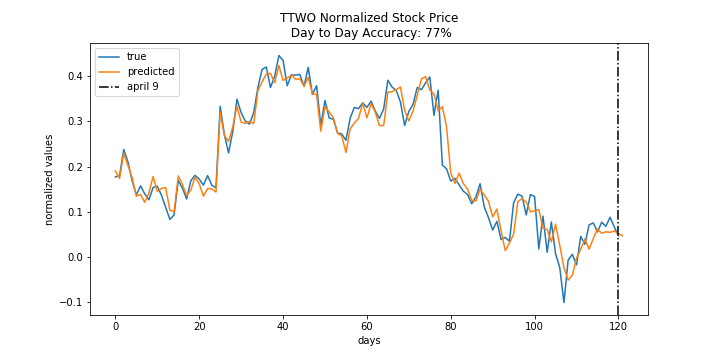 TTWO Normalized Stock Price
Day to Day Accuracy: 77%
true
predicted
april 9
normalized values
0.4
0.3
0.2
0.1
0.0
−0.1
0
20
40
60
80
100
120
days